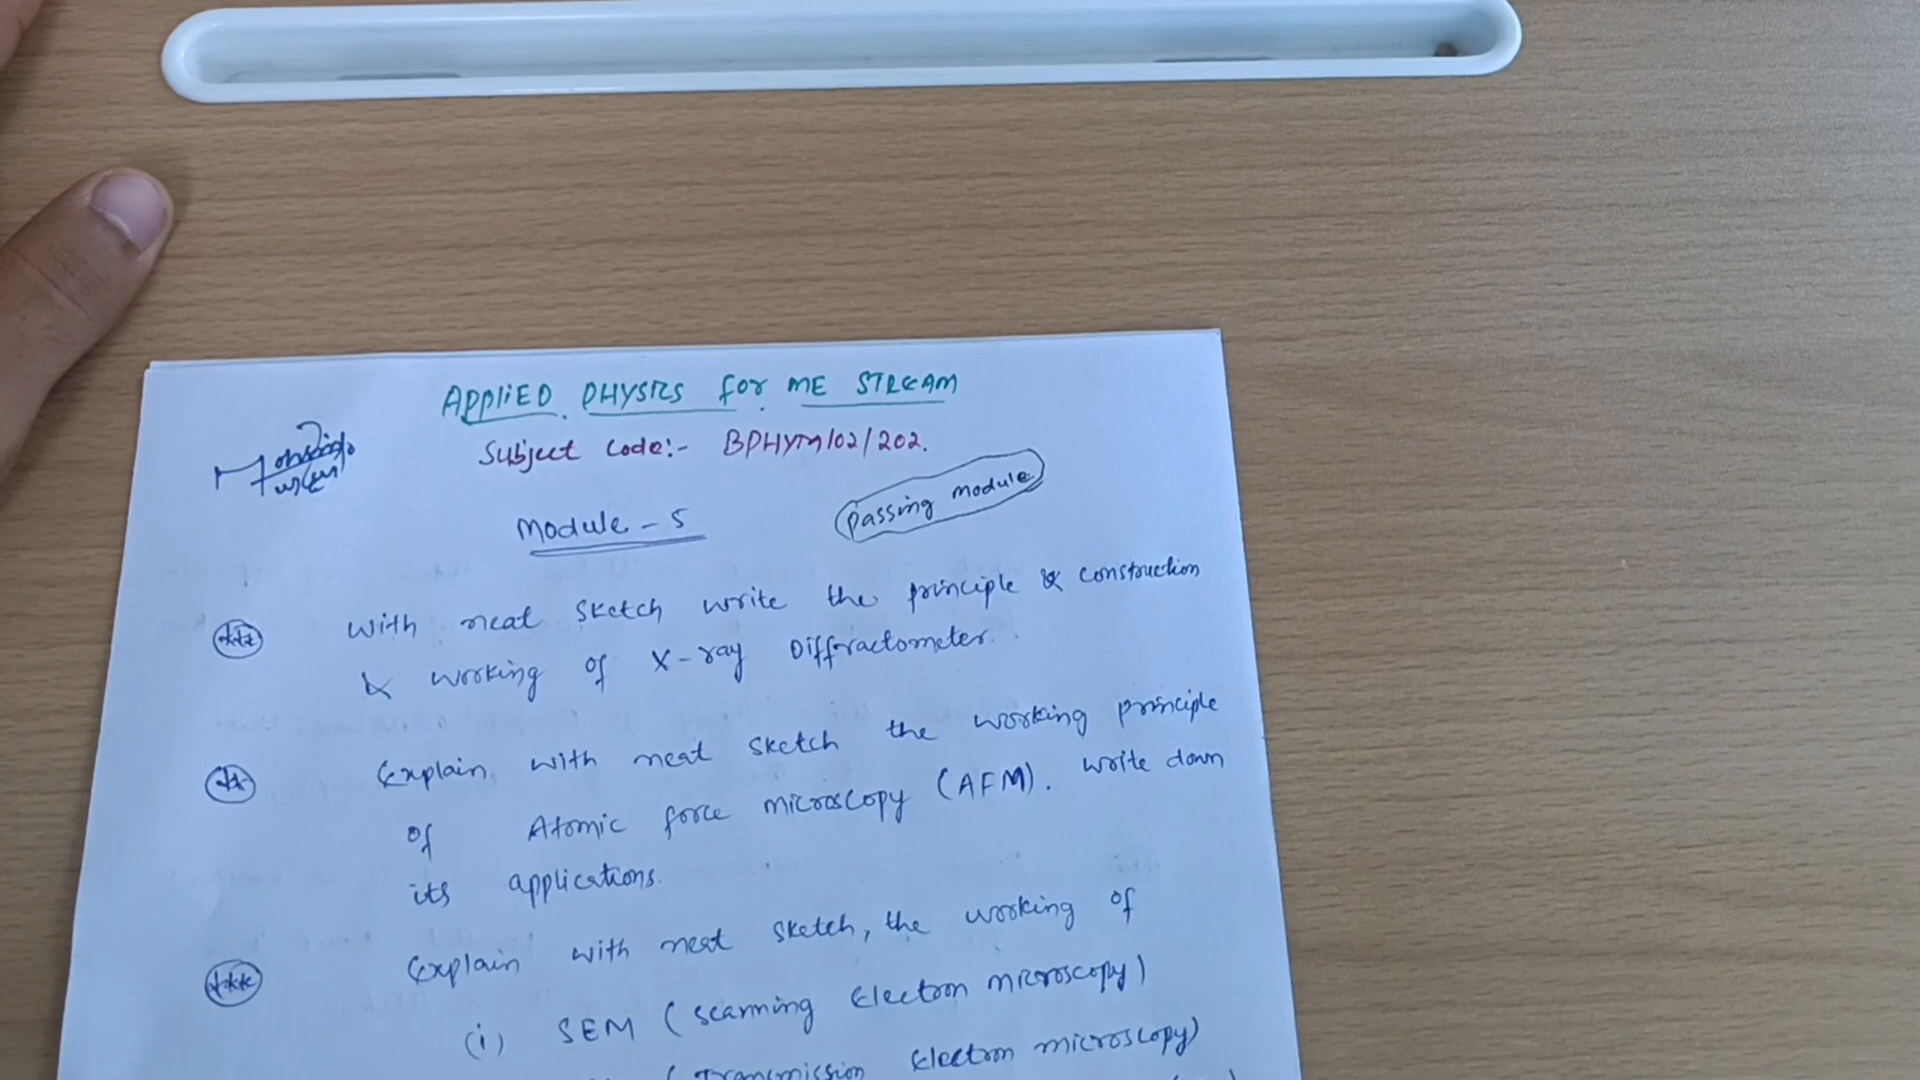 APPLIED PHYSICS for ME STREAM
Subject Code:- BPHYM102/202.
Module - 5
passing module
*** With neat sketch write the principle & construction
& working of X-ray Diffractometer.
** Explain with neat sketch the working principle
of Atomic force microscopy (AFM). Write down
its applications.
*** Explain with neat sketch, the working of
(i) SEM (Scanning Electron microscopy)
(Transmission Electron microscopy)